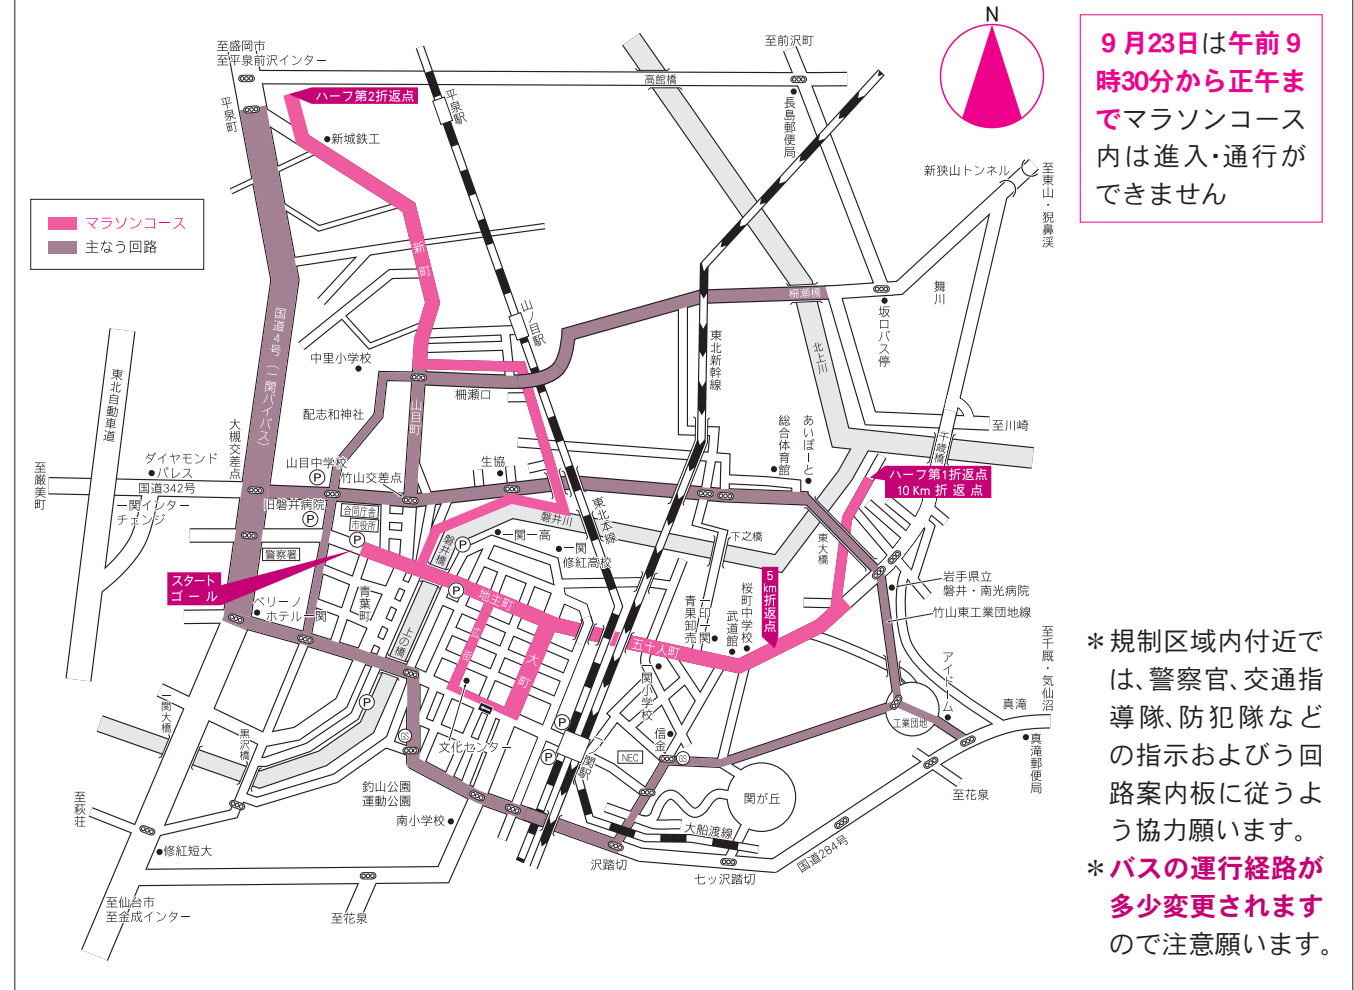 至盛岡市
至平泉前沢インター
平泉町
ハーフ第2折返点
新城鉄工
平泉駅
高館橋
至前沢町
長島郵便局
N
9月23日は午前9
時30分から正午ま
でマラソンコース
内は進入・通行が
できません
新狭山トンネル
至東山・猊鼻渓
マラソンコース
主なう回路
新町
国道4号(一関バイパス)
山ノ目駅
柵瀬橋
舞川
坂口バス停
北上川
東北新幹線
中里小学校
柵瀬口
配志和神社
山目町
東北自動車道
大槻交差点
至厳美町
ダイヤモンド
パレス
国道342号
一関インター
チェンジ
山目中学校
竹山交差点
旧磐井病院
合同庁舎
市役所
生協
総合体育館
あいぽーと
千歳橋
至川崎
ハーフ第1折返点
10Km折返点
磐井川
東北本線
磐井橋
一関一高
一関
修紅高校
下之橋
東大橋
警察署
スタート
ゴール
ベリーノ
ホテル一関
青葉町
上の橋
地主町
広街
大町
五十人町
青果卸売
一印一関
武道館
桜町中学校
5km折返点
岩手県立
磐井・南光病院
竹山東工業団地線
アイドーム
工業団地
真滝
至千厩・気仙沼
真滝郵便局
至花泉
一関大橋
黒沢橋
文化センター
GS
一関小学校
信金
NEC
GS
一関駅
関が丘
釣山公園
運動公園
南小学校
大船渡線
沢踏切
七ッ沢踏切
国道284号
至萩荘
修紅短大
至仙台市
至金成インター
至花泉
P
P
P
P
P
P
P
P
＊規制区域内付近で
は、警察官、交通指
導隊、防犯隊など
の指示およびう回
路案内板に従うよ
う協力願います。
＊バスの運行経路が
多少変更されます
ので注意願います。